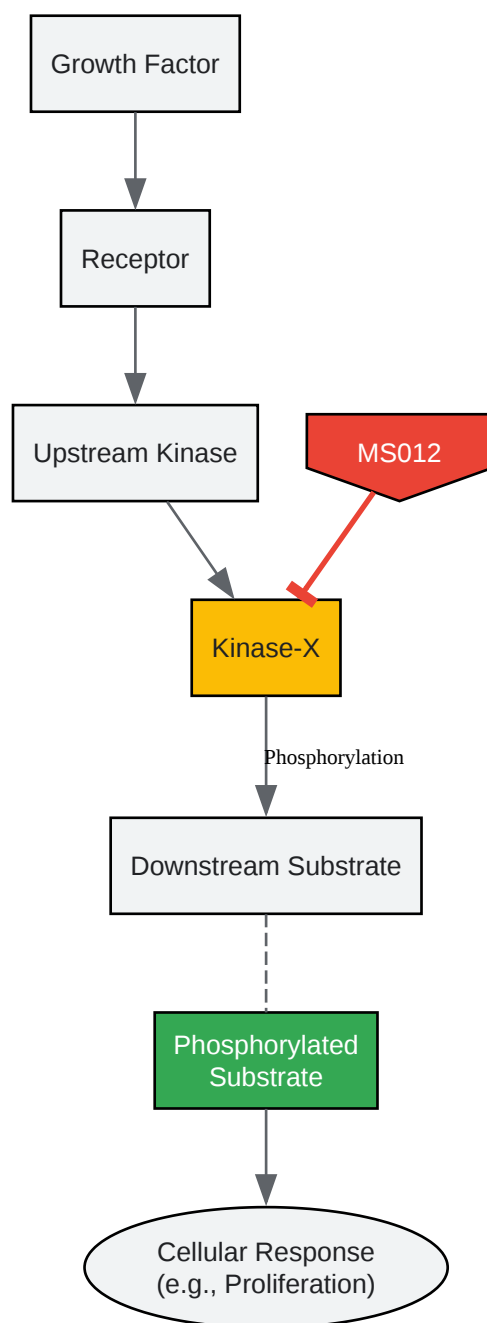 Growth Factor
Receptor
Upstream Kinase
MS012
Kinase-X
Phosphorylation
Downstream Substrate
Phosphorylated
Substrate
Cellular Response
(e.g., Proliferation)